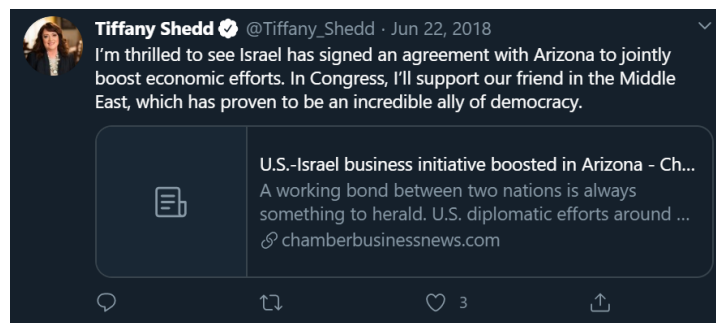 Tiffany Shedd @Tiffany_Shedd · Jun 22, 2018
I'm thrilled to see Israel has signed an agreement with Arizona to jointly
boost economic efforts. In Congress, I'll support our friend in the Middle
East, which has proven to be an incredible ally of democracy.
U.S.-Israel business initiative boosted in Arizona - Ch...
A working bond between two nations is always
something to herald. U.S. diplomatic efforts around ...
chamberbusinessnews.com
3